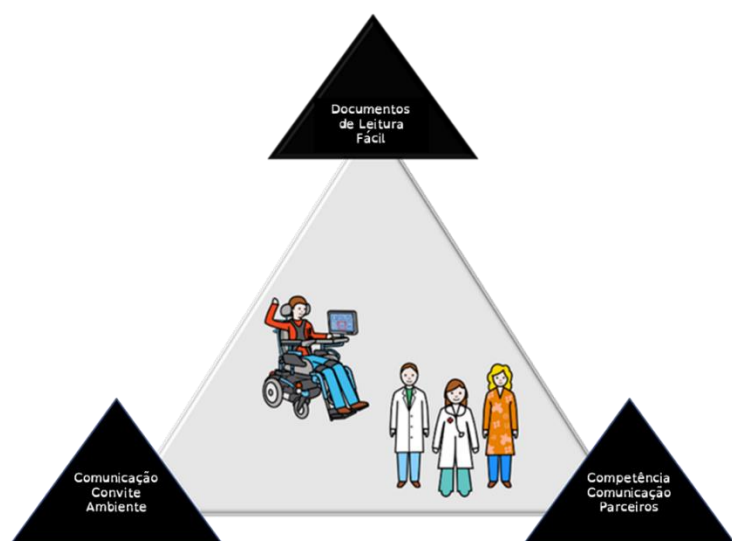 Documentos
de Leitura
Fácil
Comunicação
Convite
Ambiente
Competência
Comunicação
Parceiros